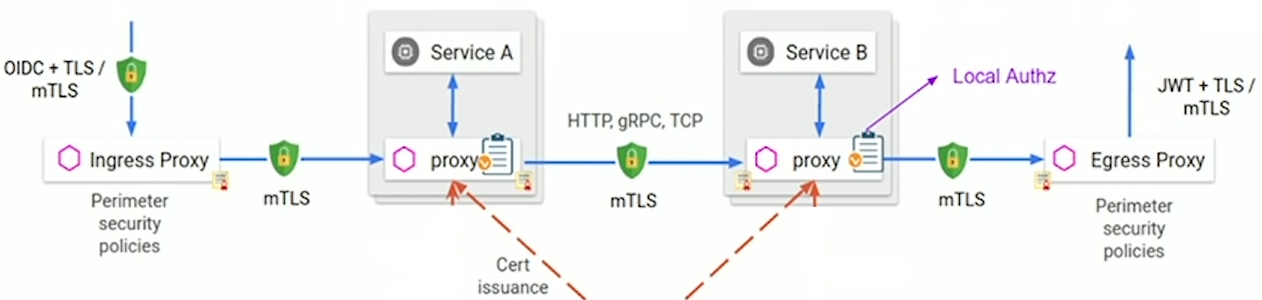 OIDC + TLS /
mTLS
Ingress Proxy
Perimeter
security
policies
mTLS
Service A
proxy
Cert
issuance
HTTP, gRPC, TCP
mTLS
Service B
proxy
Local Authz
mTLS
JWT + TLS /
mTLS
Egress Proxy
Perimeter
security
policies